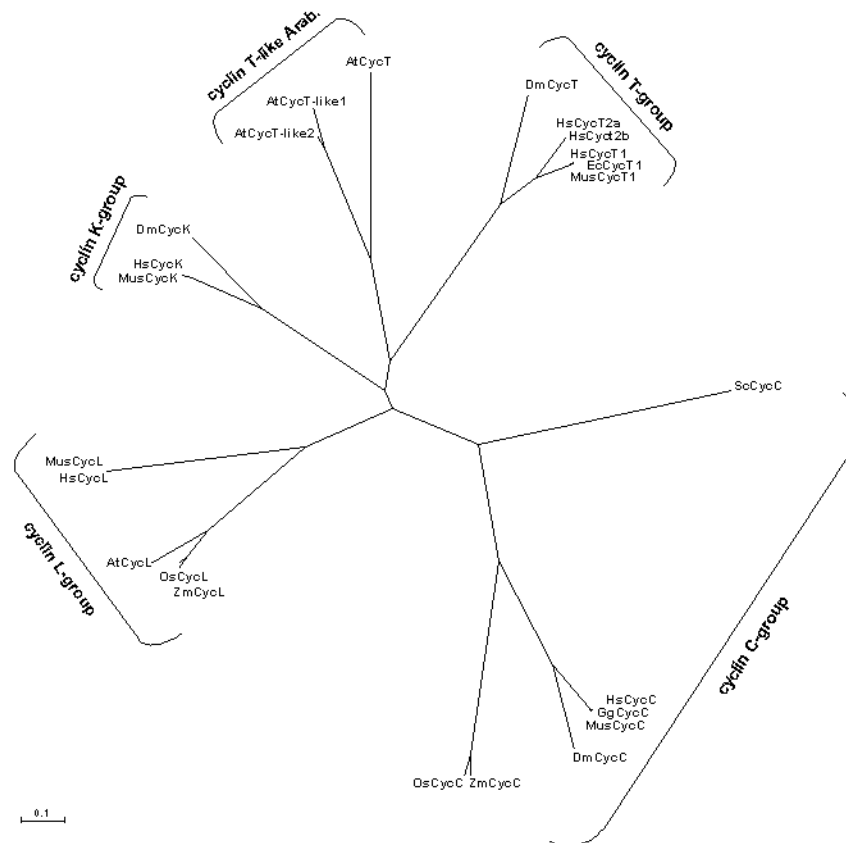 cyclin T-like Arab.
AtCycT
AtCycT-like1
AtCycT-like2
cyclin T-group
DmCycT
HsCycT2a
HsCyct2b
HsCycT1
EcCycT1
MusCycT1
cyclin K-group
DmCycK
HsCycK
MusCycK
ScCycC
MusCycL
HsCycL
cyclin L-group
AtCycL
OsCycL
ZmCycL
cyclin C-group
HsCycC
GgCycC
MusCycC
DmCycC
OsCycC ZmCycC
0.1